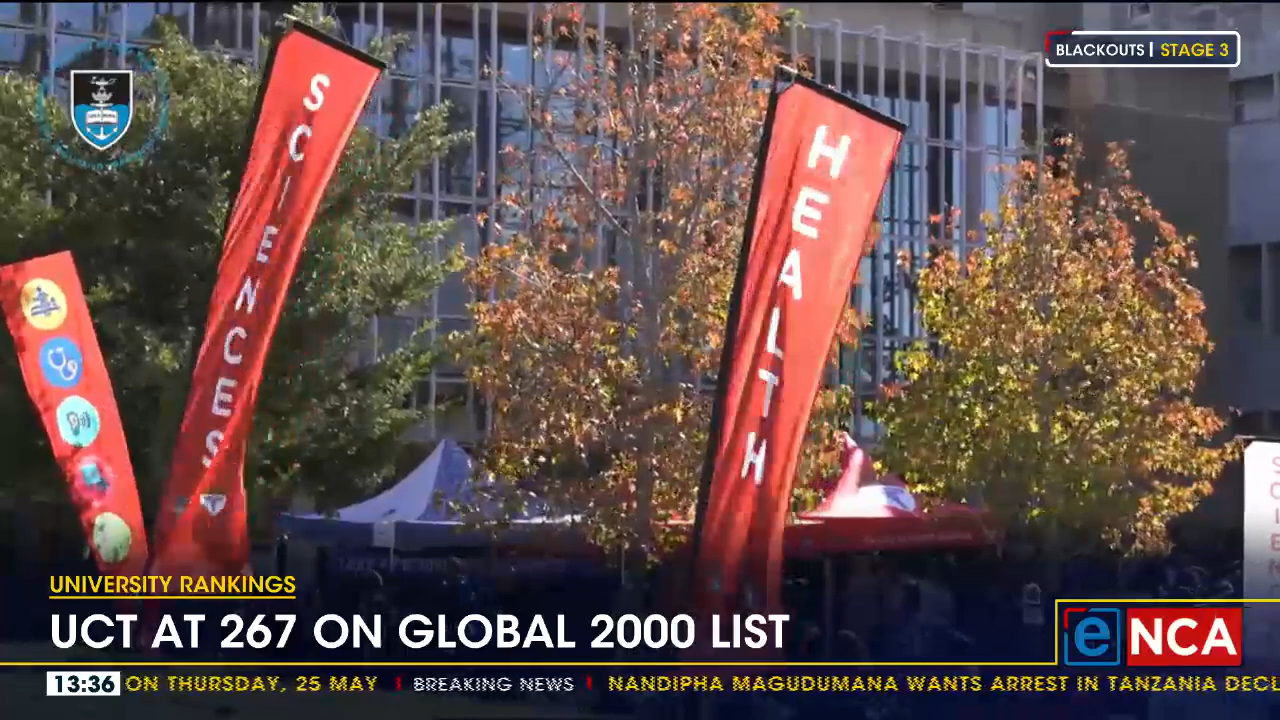 BLACKOUTS | STAGE 3
SCIENCES
HEALTH
UNIVERSITY RANKINGS
UCT AT 267 ON GLOBAL 2000 LIST
eNCA
13:36 ON THURSDAY, 25 MAY | BREAKING NEWS | NANDIPHA MAGUDUMANA WANTS ARREST IN TANZANIA DECL